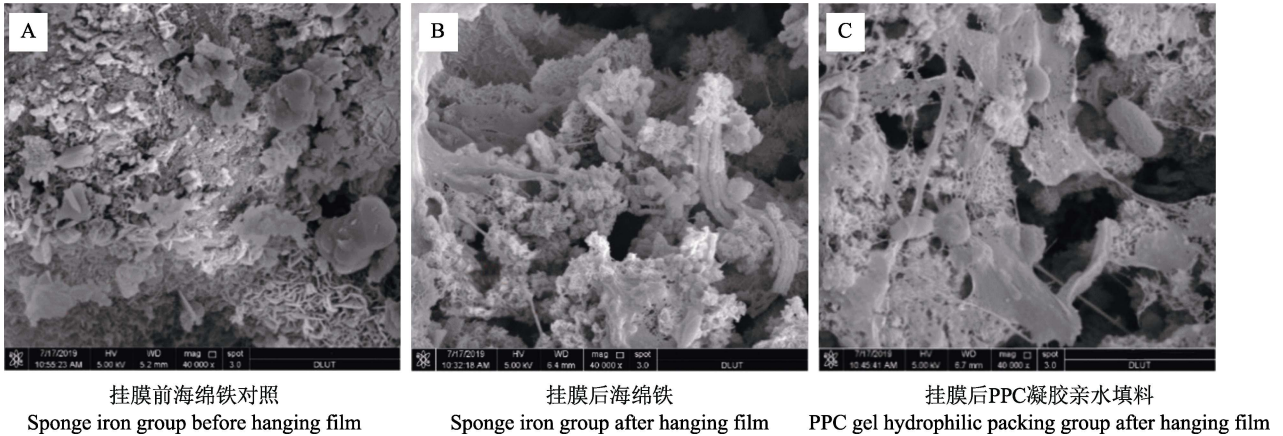 A
7/17/2019 HV WD mag □ spot
10:55:23 AM 5.00 kV 5.2 mm 40 000 x 3.0 DLUT
挂膜前海绵铁对照
Sponge iron group before hanging film
B
7/17/2019 HV WD mag □ spot
10:32:18 AM 5.00 kV 6.4 mm 40 000 x 3.0 DLUT
挂膜后海绵铁
Sponge iron group after hanging film
C
7/17/2019 HV WD mag □ spot
10:45:41 AM 5.00 kV 6.7 mm 40 000 x 3.0 DLUT
挂膜后PPC凝胶亲水填料
PPC gel hydrophilic packing group after hanging film